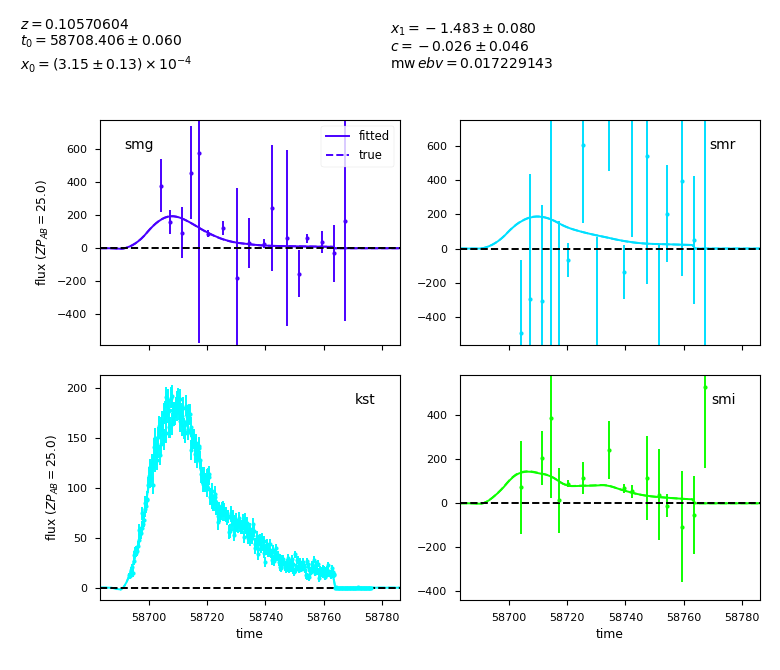 z = 0.10570604
t₀ = 58708.406 ± 0.060
x₀ = (3.15 ± 0.13) × 10⁻⁴
x₁ = −1.483 ± 0.080
c = −0.026 ± 0.046
mw ebv = 0.017229143
smg
fitted
true
600
400
200
0
−200
−400
flux (ZP_AB = 25.0)
smr
600
400
200
0
−200
−400
kst
200
150
100
50
0
flux (ZP_AB = 25.0)
58700 58720 58740 58760 58780
time
smi
400
200
0
−200
−400
58700 58720 58740 58760 58780
time